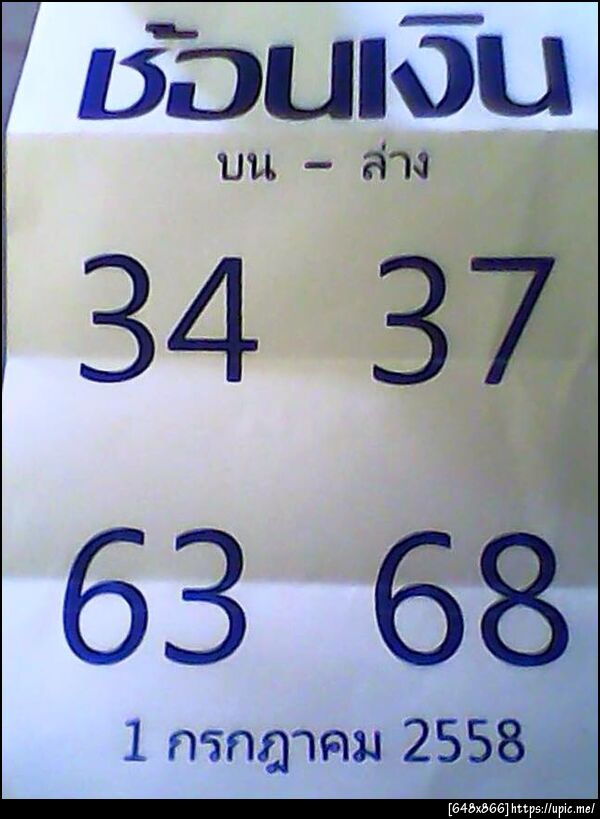 ช้อนเงิน
บน - ล่าง
34 37
63 68
1 กรกฎาคม 2558
[648x866]https://upic.me/